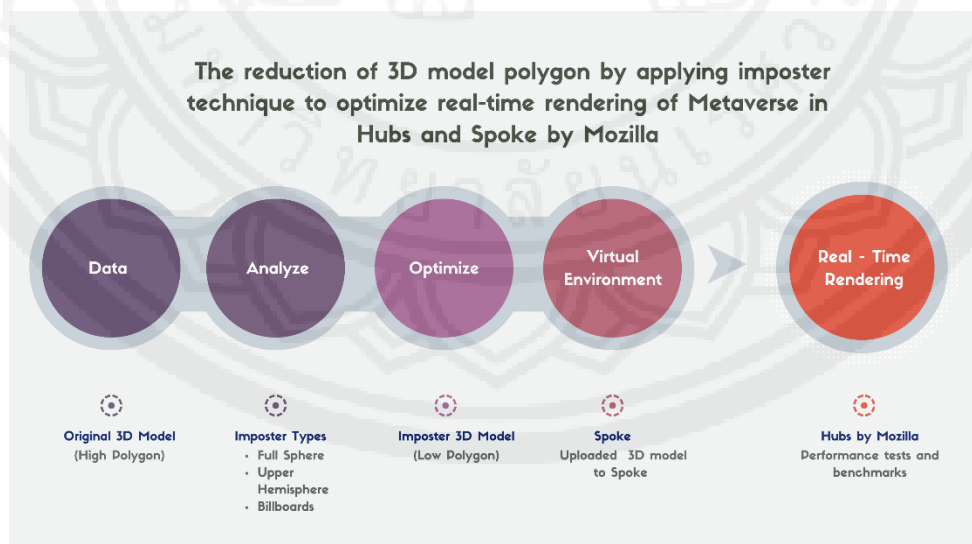 The reduction of 3D model polygon by applying imposter
technique to optimize real-time rendering of Metaverse in
Hubs and Spoke by Mozilla
Data
Analyze
Optimize
Virtual
Environment
Real - Time
Rendering
Original 3D Model
(High Polygon)
Imposter Types
• Full Sphere
• Upper
Hemisphere
• Billboards
Imposter 3D Model
(Low Polygon)
Spoke
Uploaded 3D model
to Spoke
Hubs by Mozilla
Performance tests and
benchmarks